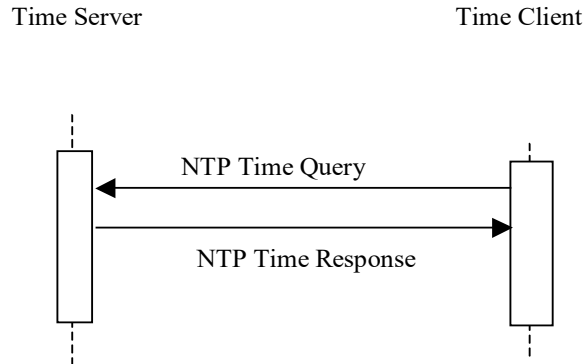 Time Server
Time Client
NTP Time Query
NTP Time Response